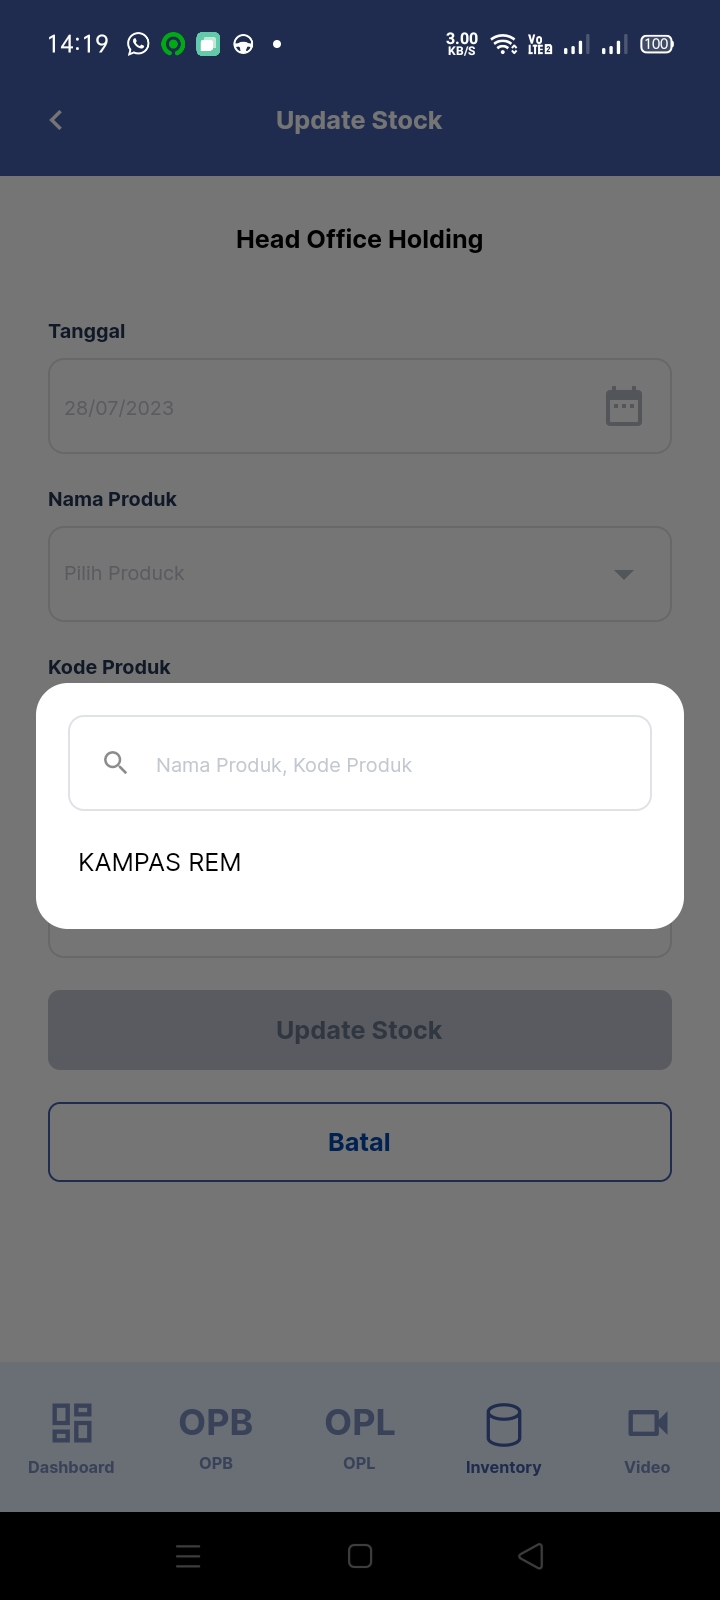 14:19
3.00
KB/S
Vo
LTE2
100
Update Stock
Head Office Holding
Tanggal
28/07/2023
Nama Produk
Pilih Produck
Kode Produk
Nama Produk, Kode Produk
KAMPAS REM
Update Stock
Batal
OPB
OPL
Dashboard
OPB
OPL
Inventory
Video